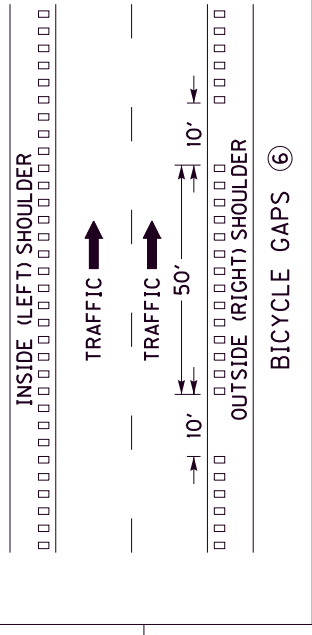 INSIDE (LEFT) SHOULDER
TRAFFIC
TRAFFIC
10'
50'
10'
OUTSIDE (RIGHT) SHOULDER
BICYCLE GAPS 6